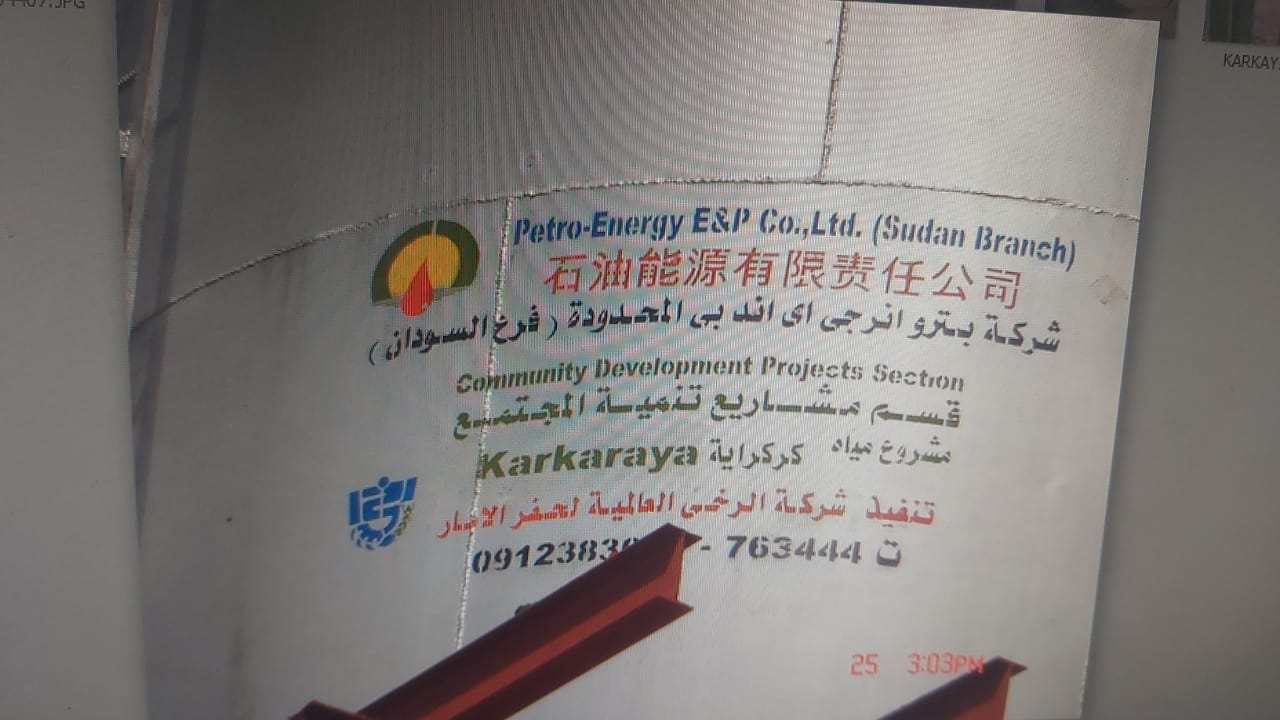 Petro-Energy E&P Co.,Ltd. (Sudan Branch)
石油能源有限责任公司
شركة بترو انرجى اى اند بى المحدودة ( فرع السودان )
Community Development Projects Section
قسم مشاريع تنمية المجتمع
مشروع مياه كركراية Karkaraya
تنفيذ شركة الرخى العالمية لحفر الابار
ت 763444 -
25 3:03PM
KARKAY